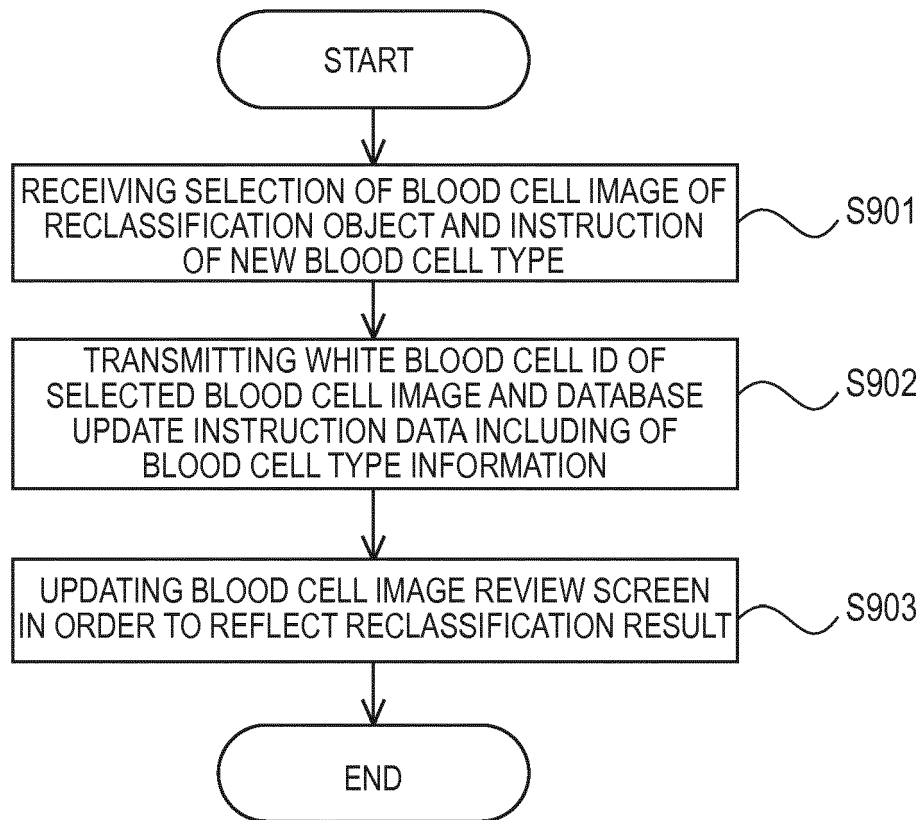 START
RECEIVING SELECTION OF BLOOD CELL IMAGE OF
RECLASSIFICATION OBJECT AND INSTRUCTION
OF NEW BLOOD CELL TYPE
S901
TRANSMITTING WHITE BLOOD CELL ID OF
SELECTED BLOOD CELL IMAGE AND DATABASE
UPDATE INSTRUCTION DATA INCLUDING OF
BLOOD CELL TYPE INFORMATION
S902
UPDATING BLOOD CELL IMAGE REVIEW SCREEN
IN ORDER TO REFLECT RECLASSIFICATION RESULT
S903
END